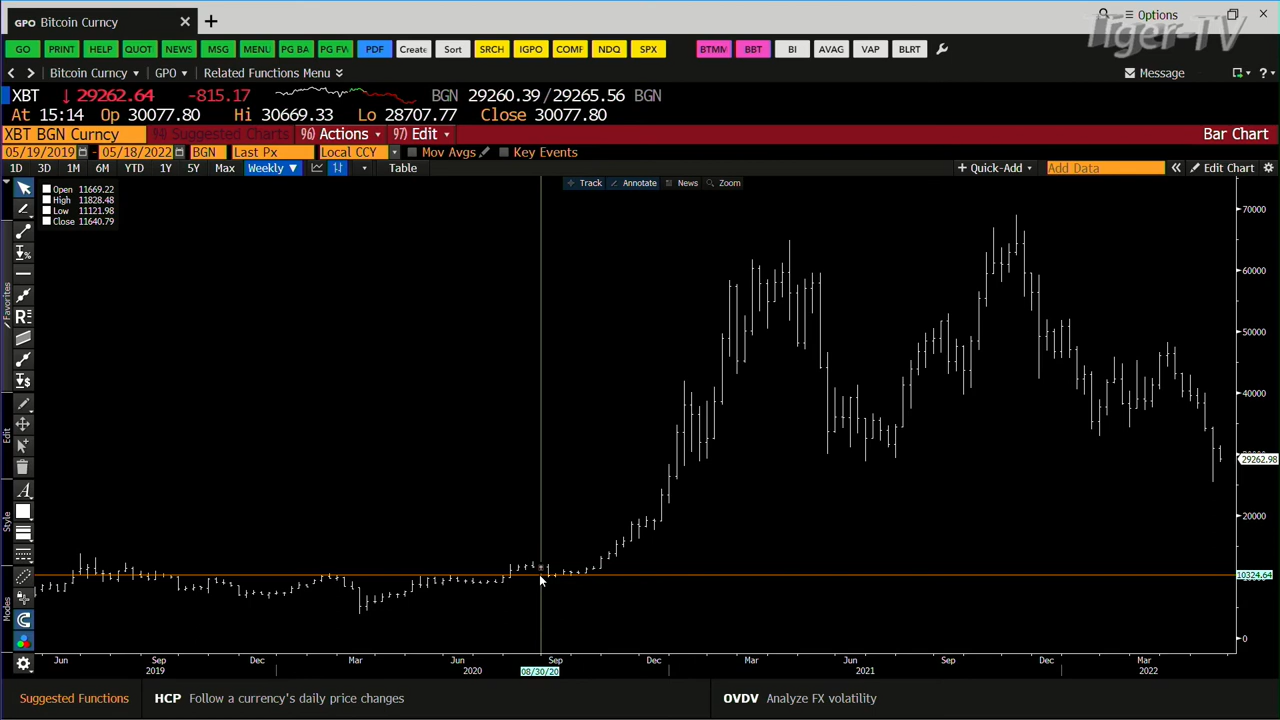 GPO Bitcoin Curncy
Options
Tiger-TV
GO PRINT HELP QUOT NEWS MSG MENU PG BA PG FW PDF Create Sort SRCH IGPO COMF NDQ SPX BTMM BBT BI AVAG VAP BLRT
Bitcoin Curncy GPO Related Functions Menu Message
XBT ↓ 29262.64 -815.17 BGN 29260.39/29265.56 BGN
At 15:14 Op 30077.80 Hi 30669.33 Lo 28707.77 Close 30077.80
XBT BGN Curncy 94) Suggested Charts 96) Actions 97) Edit Bar Chart
05/19/2019 - 05/18/2022 BGN Last Px Local CCY Mov Avgs Key Events
1D 3D 1M 6M YTD 1Y 5Y Max Weekly ▼ Table + Quick-Add Add Data « Edit Chart
Track Annotate News Zoom
Open 11669.22
High 11828.48
Low 11121.98
Close 11640.79
Favorites
Edit
Style
Modes
70000
60000
50000
40000
29262.98
20000
10324.64
0
Jun Sep Dec Mar Jun Sep Dec Mar Jun Sep Dec Mar
2019 2020 08/30/20 2021 2022
Suggested Functions HCP Follow a currency's daily price changes OVDV Analyze FX volatility